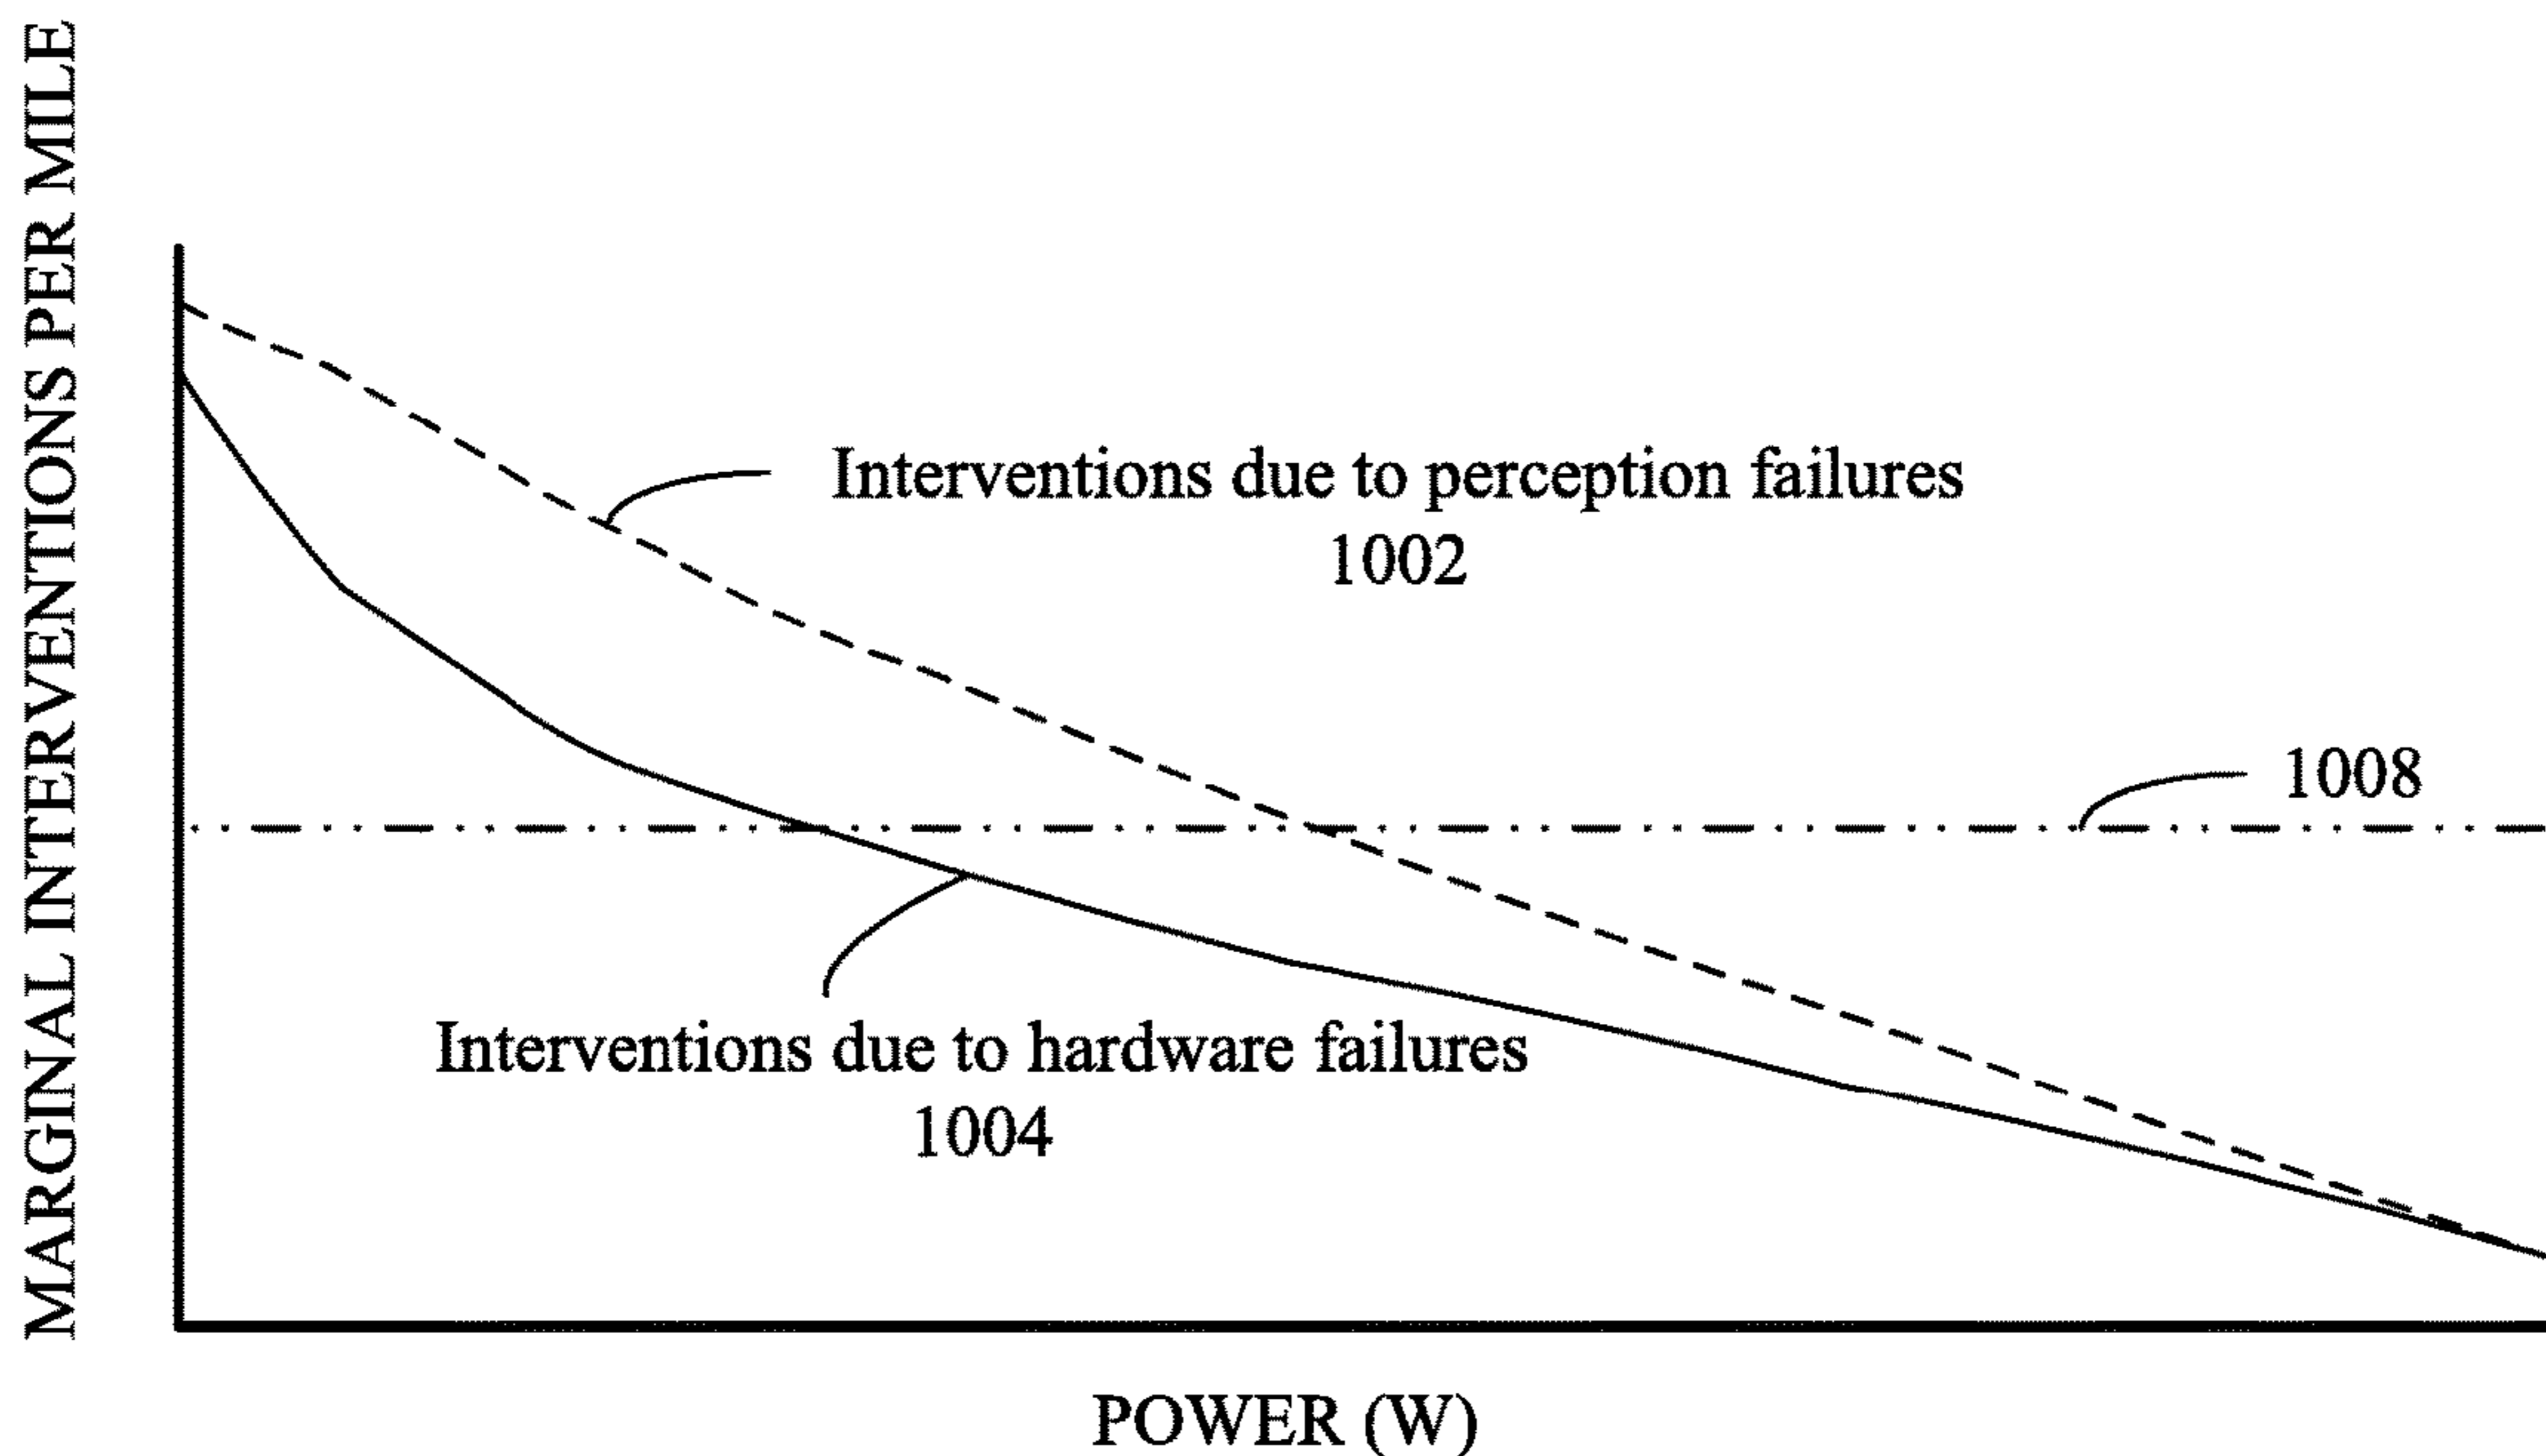 MARGINAL INTERVENTIONS PER MILE
Interventions due to perception failures
1002
1008
Interventions due to hardware failures
1004
POWER (W)